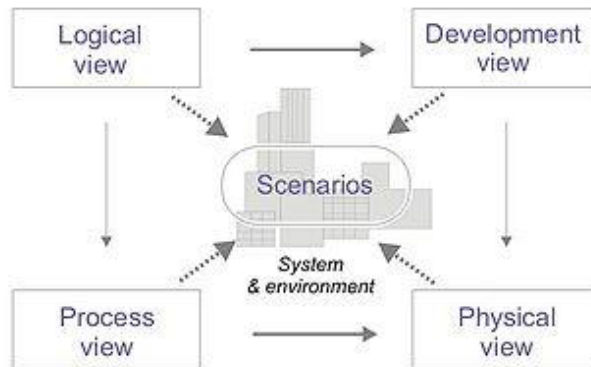 Logical
view
Development
view
Scenarios
System
& environment
Process
view
Physical
view